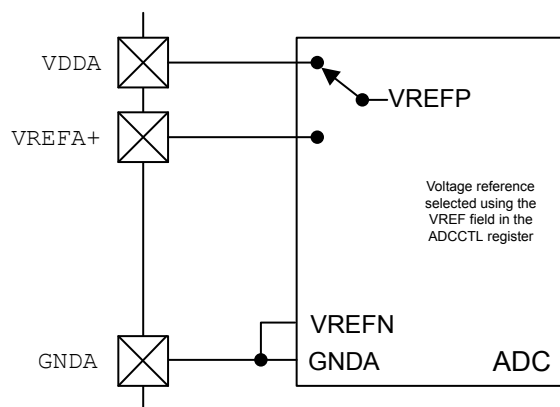 VDDA
VREFP
VREFA+
Voltage reference
selected using the
VREF field in the
ADCCTL register
VREFN
GNDA
GNDA
ADC